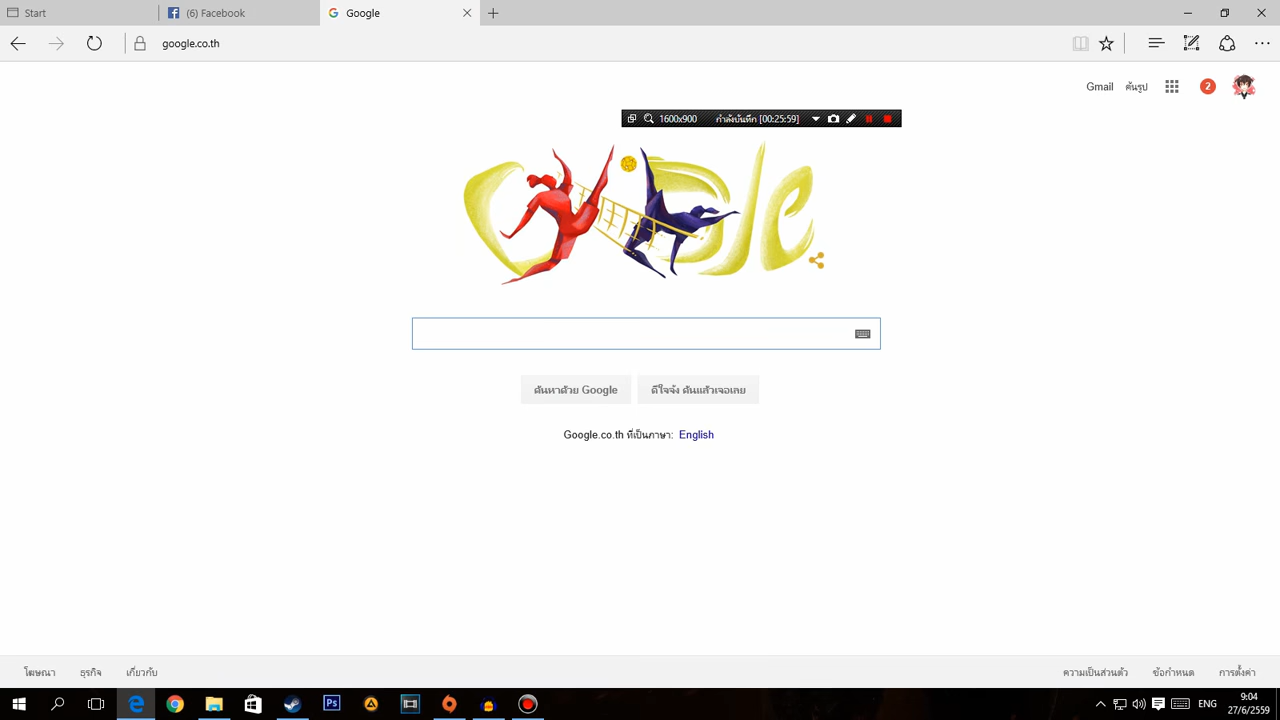 Start
(6) Facebook
Google
google.co.th
Gmail
ค้นรูป
2
1600x900
กำลังบันทึก [00:25:59]
Google
ค้นหาด้วย Google
ดีใจจัง ค้นแล้วเจอเลย
Google.co.th ที่เป็นภาษา: English
โฆษณา
ธุรกิจ
เกี่ยวกับ
ความเป็นส่วนตัว
ข้อกำหนด
การตั้งค่า
Ps
ENG
9:04
27/6/2559